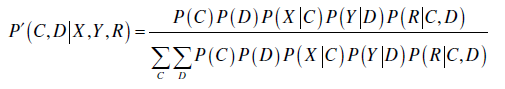 P′(C,D|X,Y,R) = P(C)P(D)P(X|C)P(Y|D)P(R|C,D) / ∑_C ∑_D P(C)P(D)P(X|C)P(Y|D)P(R|C,D)